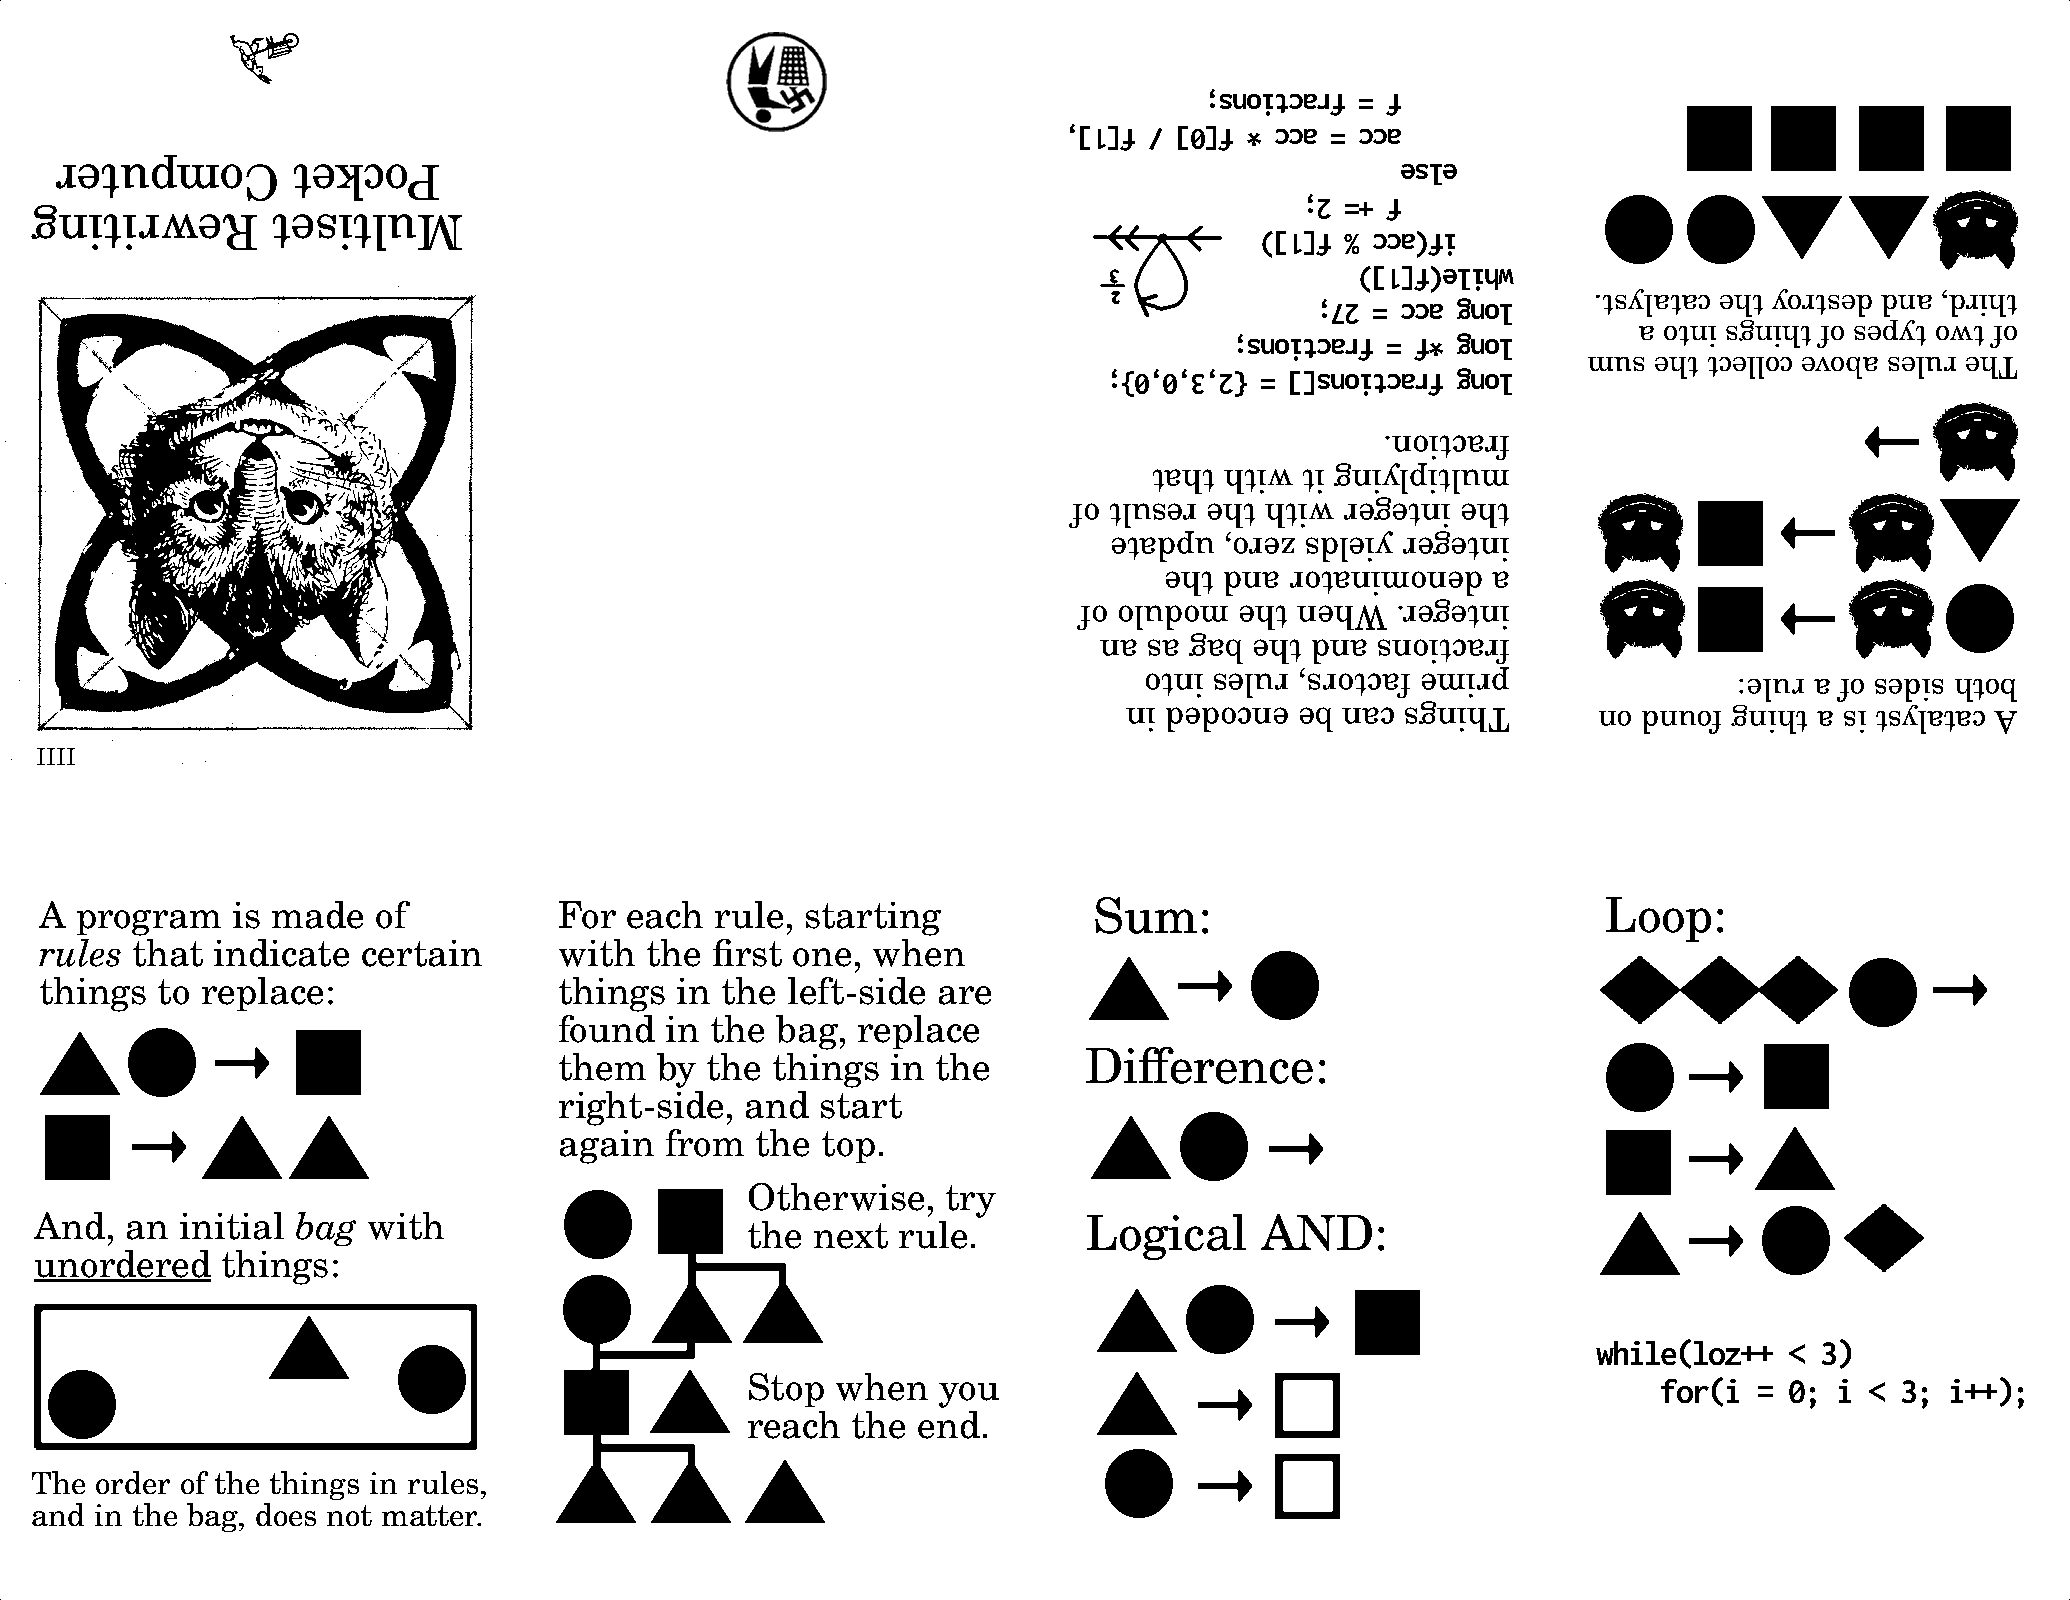 Multiset Rewriting
Pocket Computer
IIII
A program is made of
rules that indicate certain
things to replace:
And, an initial bag with
unordered things:
The order of the things in rules,
and in the bag, does not matter.
For each rule, starting
with the first one, when
things in the left-side are
found in the bag, replace
them by the things in the
right-side, and start
again from the top.
Otherwise, try
the next rule.
Stop when you
reach the end.
Sum:
Difference:
Logical AND:
Loop:
while(loz++ < 3)
for(i = 0; i < 3; i++);
A catalyst is a thing found on
both sides of a rule:
The rules above collect the sum
of two types of things into a
third, and destroy the catalyst.
Things can be encoded in
prime factors, rules into
fractions and the bag as an
integer. When the modulo of
a denominator and the
integer yields zero, update
the integer with the result of
multiplying it with that
fraction.
long fractions[] = {2,3,0,0};
long *f = fractions;
long acc = 27;
while(f[1])
if(acc % f[1])
f += 2;
else
acc = acc * f[0] / f[1],
f = fractions;
2
3